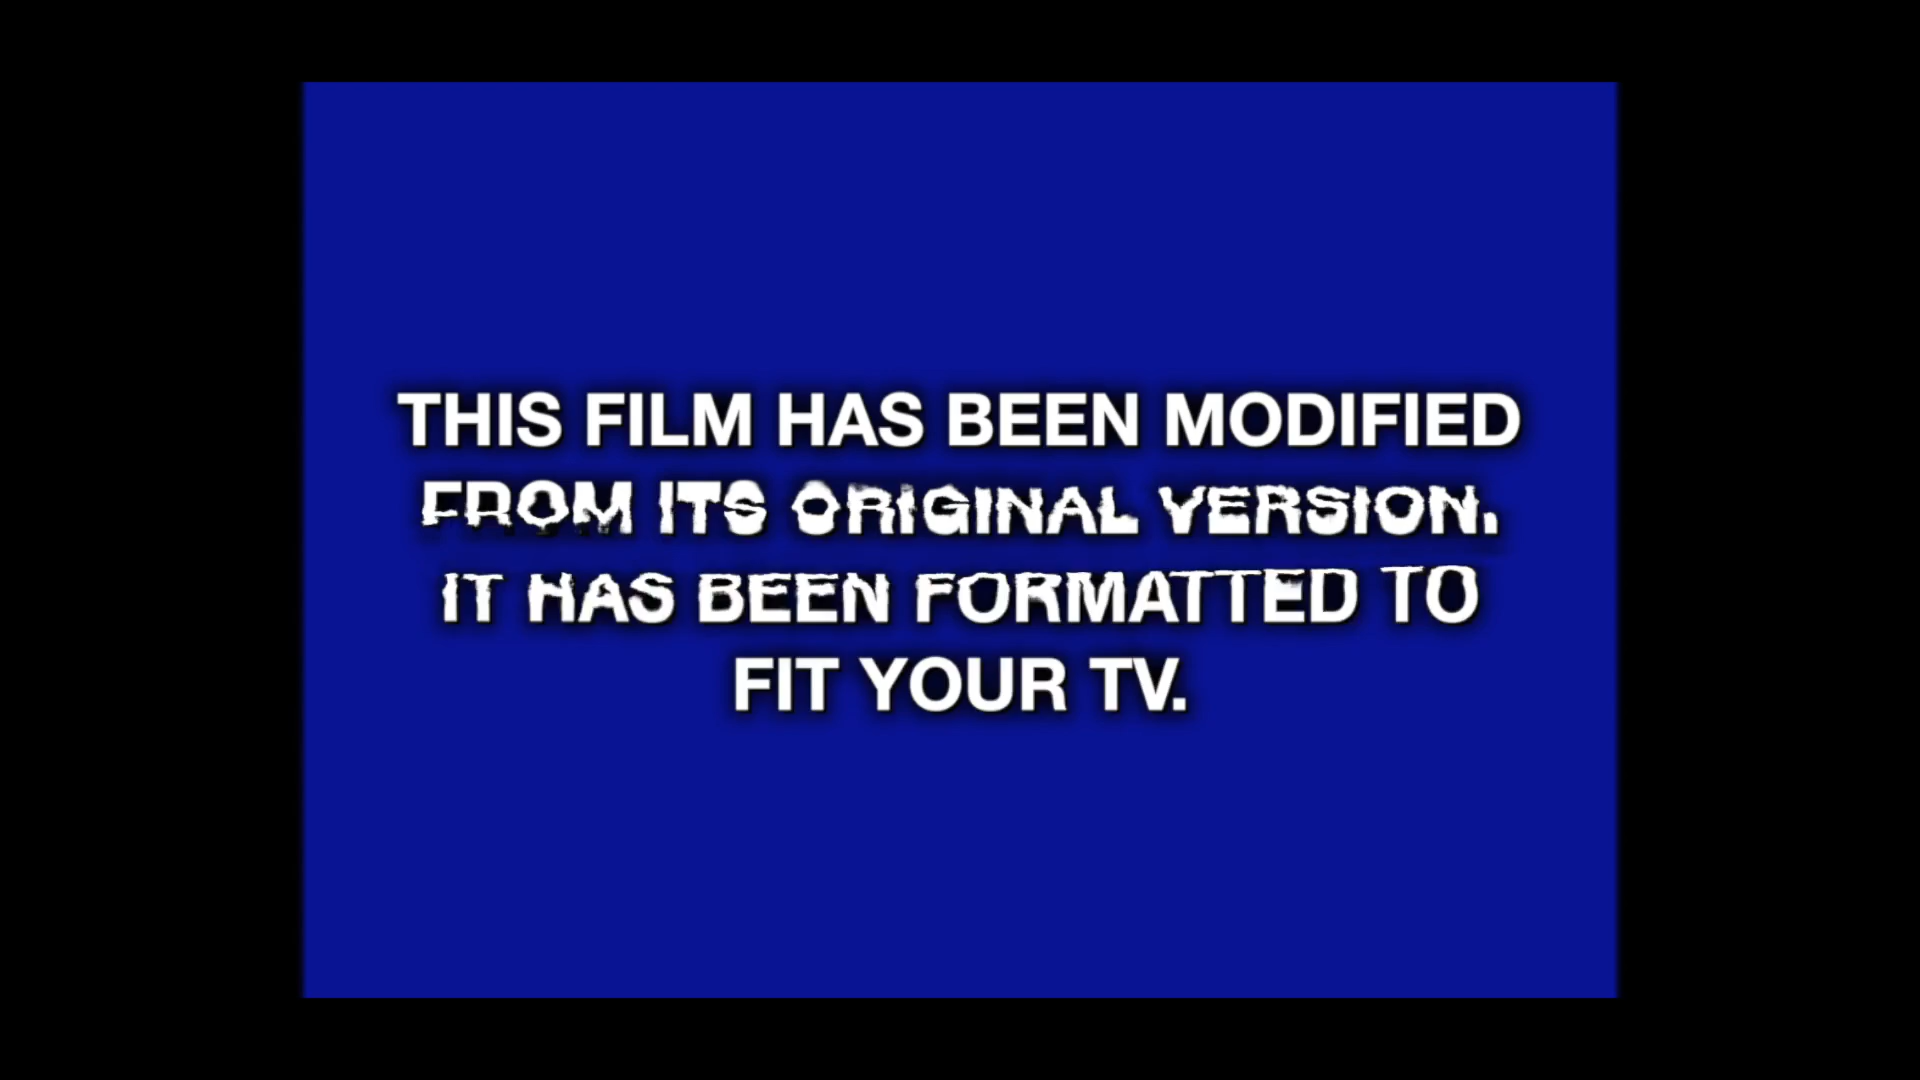 THIS FILM HAS BEEN MODIFIED
FROM ITS ORIGINAL VERSION.
IT HAS BEEN FORMATTED TO
FIT YOUR TV.